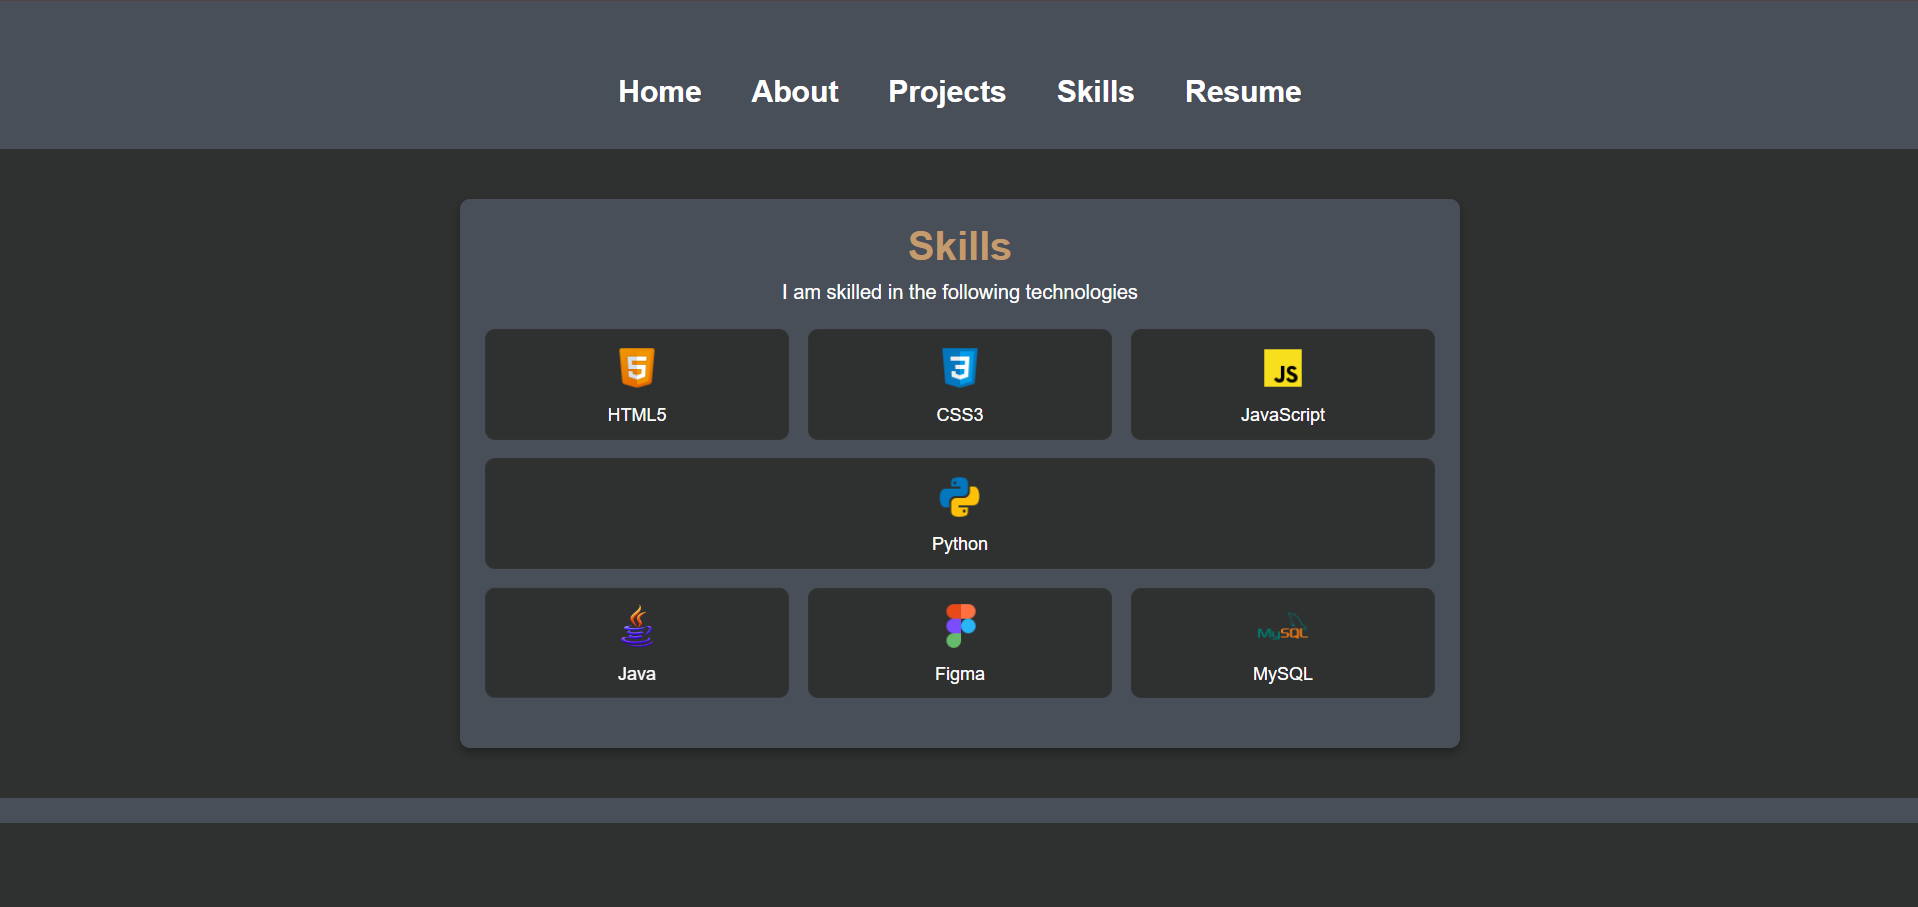 Home About Projects Skills Resume
Skills
I am skilled in the following technologies
5 3 JS
HTML5 CSS3 JavaScript
Python
MySQL
Java Figma MySQL